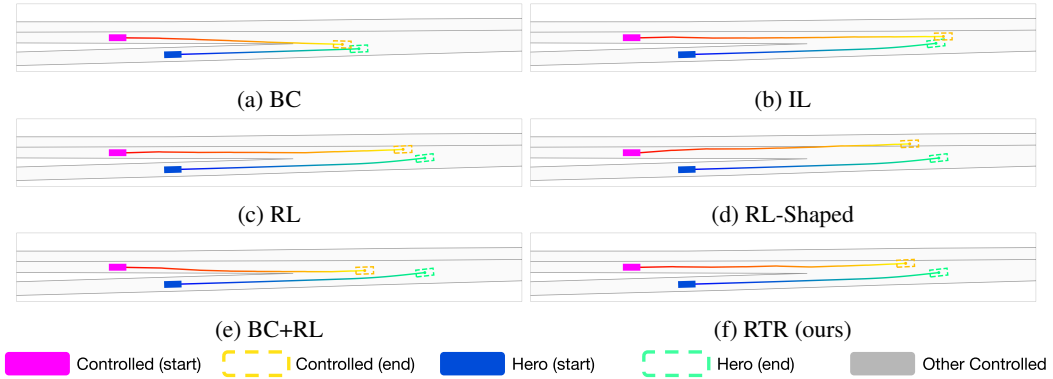 (a) BC
(b) IL
(c) RL
(d) RL-Shaped
(e) BC+RL
(f) RTR (ours)
Controlled (start) Controlled (end) Hero (start) Hero (end) Other Controlled